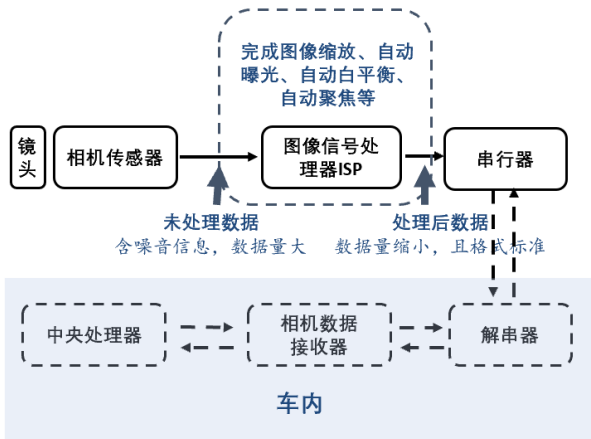 完成图像缩放、自动
曝光、自动白平衡、
自动聚焦等
镜
头
相机传感器
图像信号处
理器ISP
串行器
未处理数据
含噪音信息，数据量大
处理后数据
数据量缩小，且格式标准
中央处理器
相机数据
接收器
解串器
车内